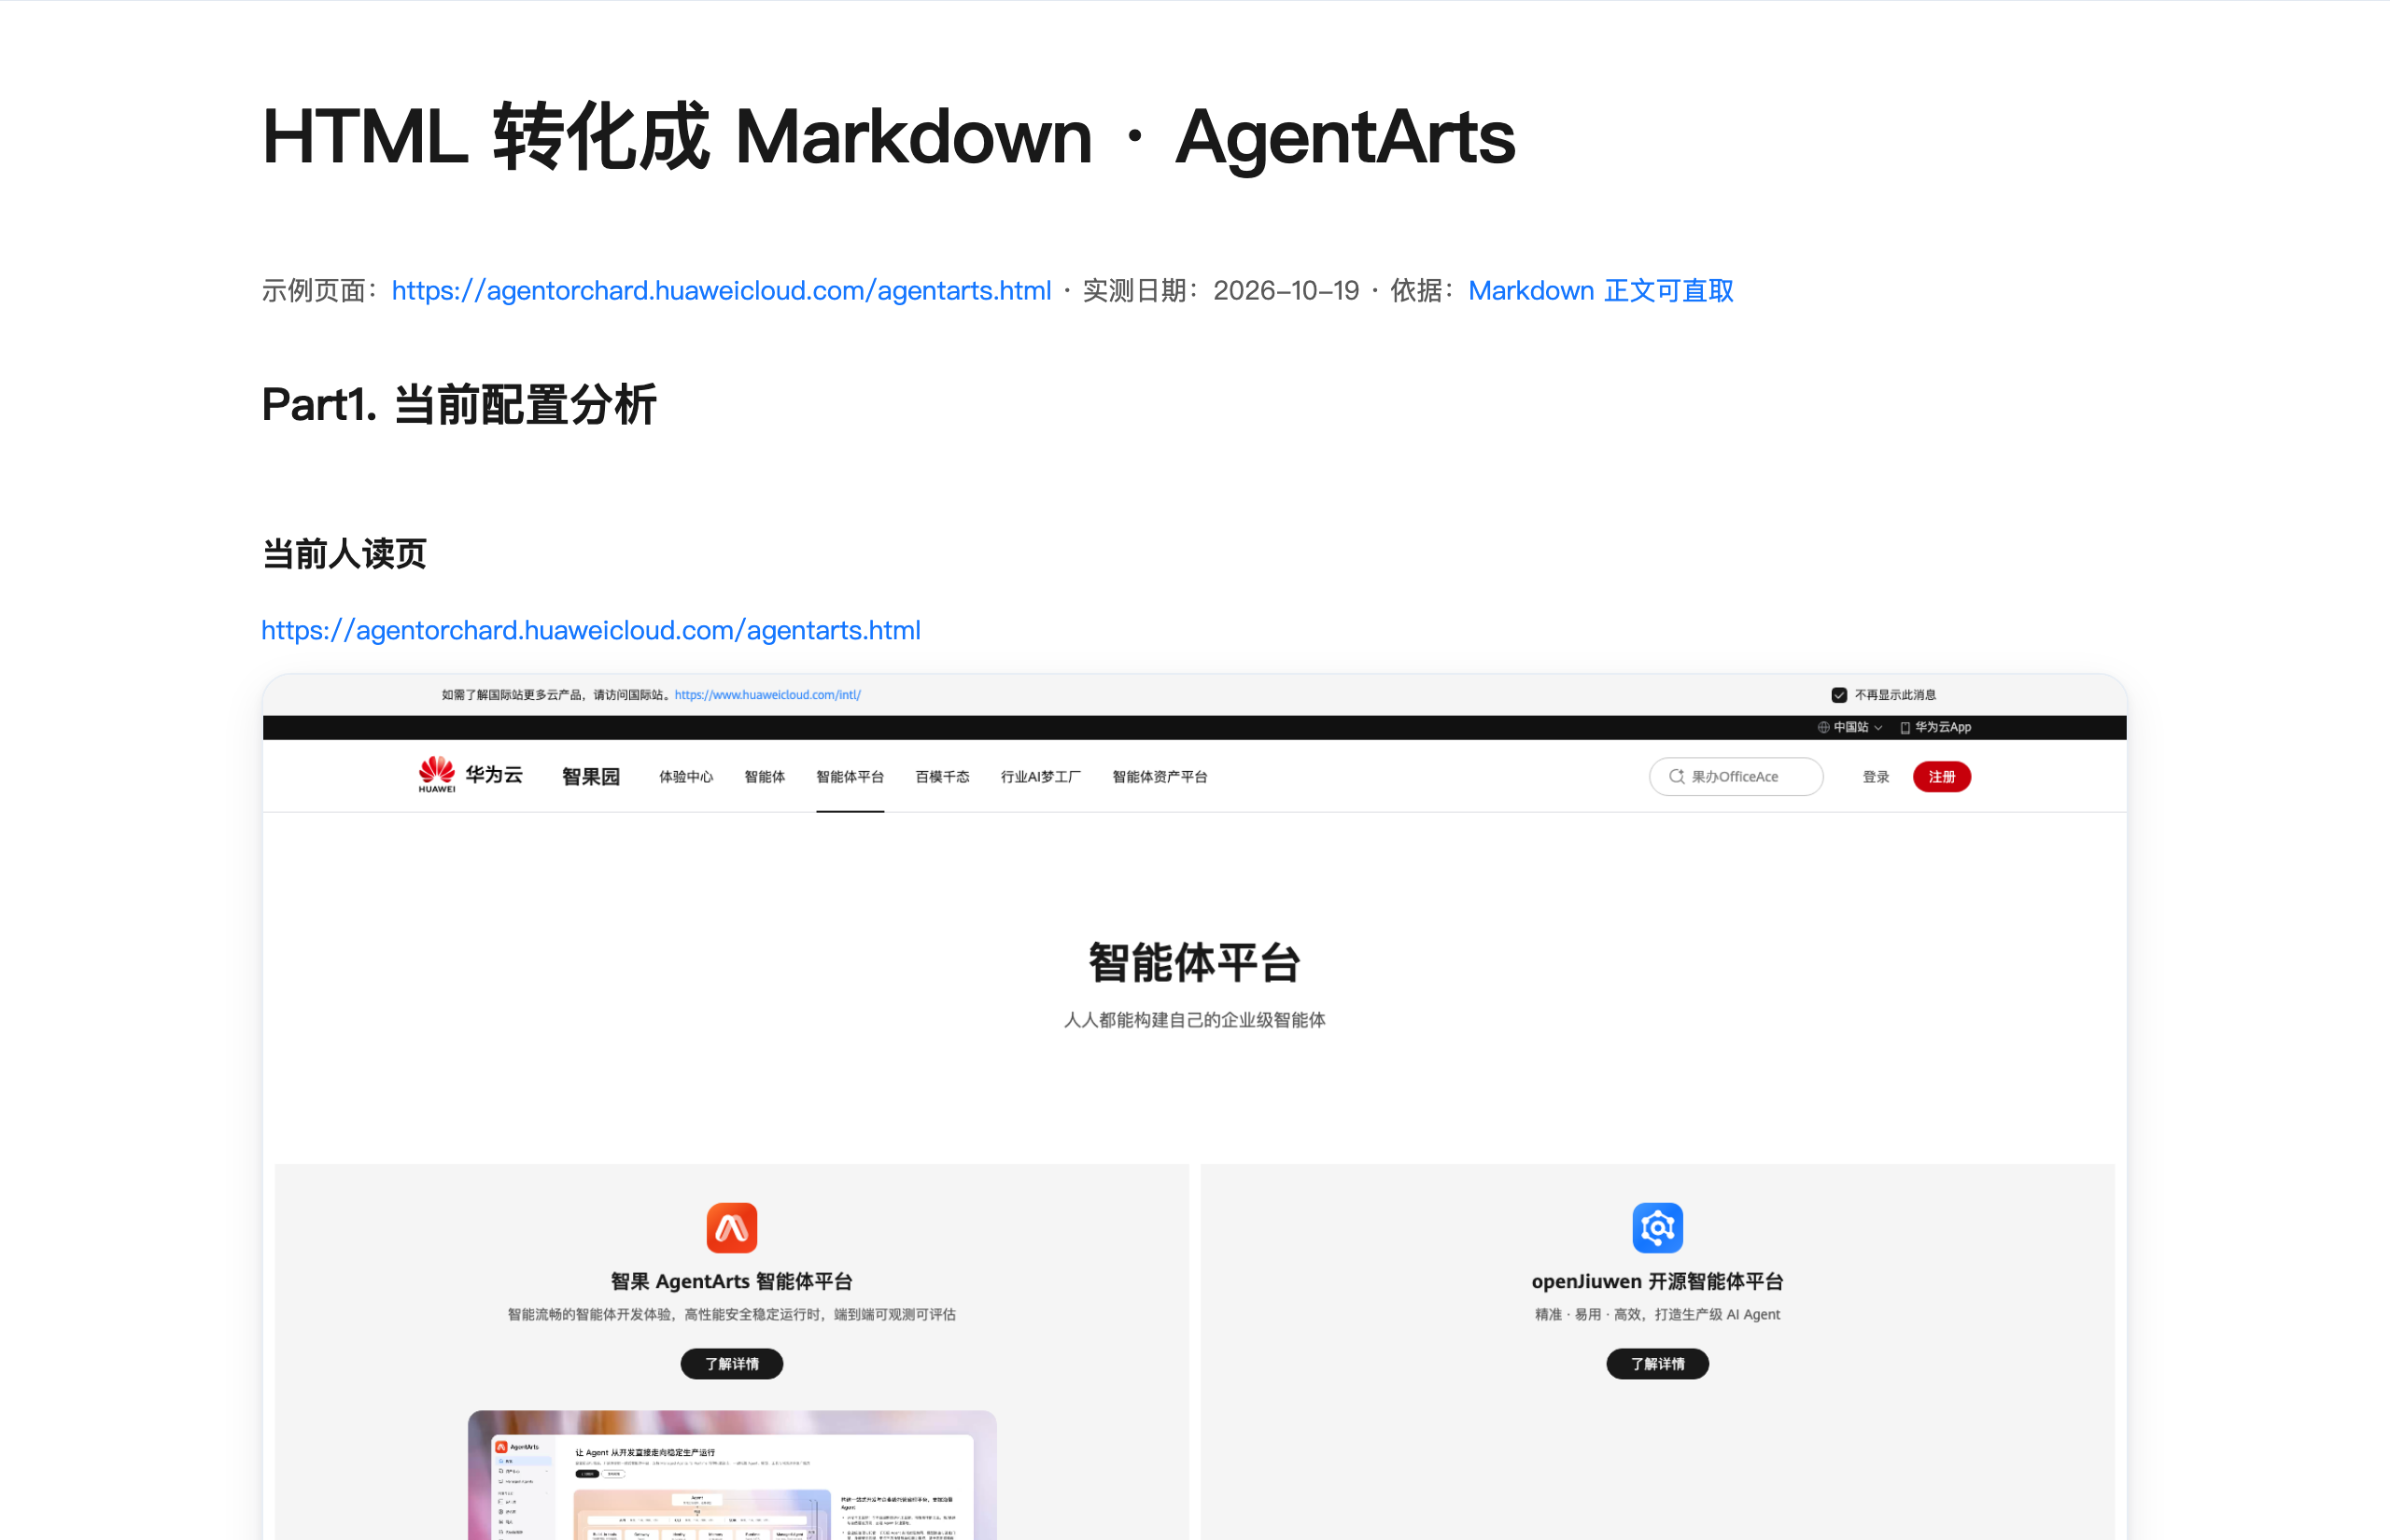 HTML 转化成 Markdown · AgentArts
示例页面：https://agentorchard.huaweicloud.com/agentarts.html · 实测日期：2026-10-19 · 依据：Markdown 正文可直取
Part1. 当前配置分析
当前人读页
https://agentorchard.huaweicloud.com/agentarts.html
如需了解国际站更多云产品，请访问国际站。https://www.huaweicloud.com/intl/
不再显示此消息
中国站 华为云App
HUAWEI 华为云 智果园 体验中心 智能体 智能体平台 百模千态 行业AI梦工厂 智能体资产平台 果办OfficeAce 登录 注册
智能体平台
人人都能构建自己的企业级智能体
智果 AgentArts 智能体平台
智能流畅的智能体开发体验，高性能安全稳定运行时，端到端可观测可评估
了解详情
openJiuwen 开源智能体平台
精准 · 易用 · 高效，打造生产级 AI Agent
了解详情
AgentArts
让 Agent 从开发直接走向稳定生产运行